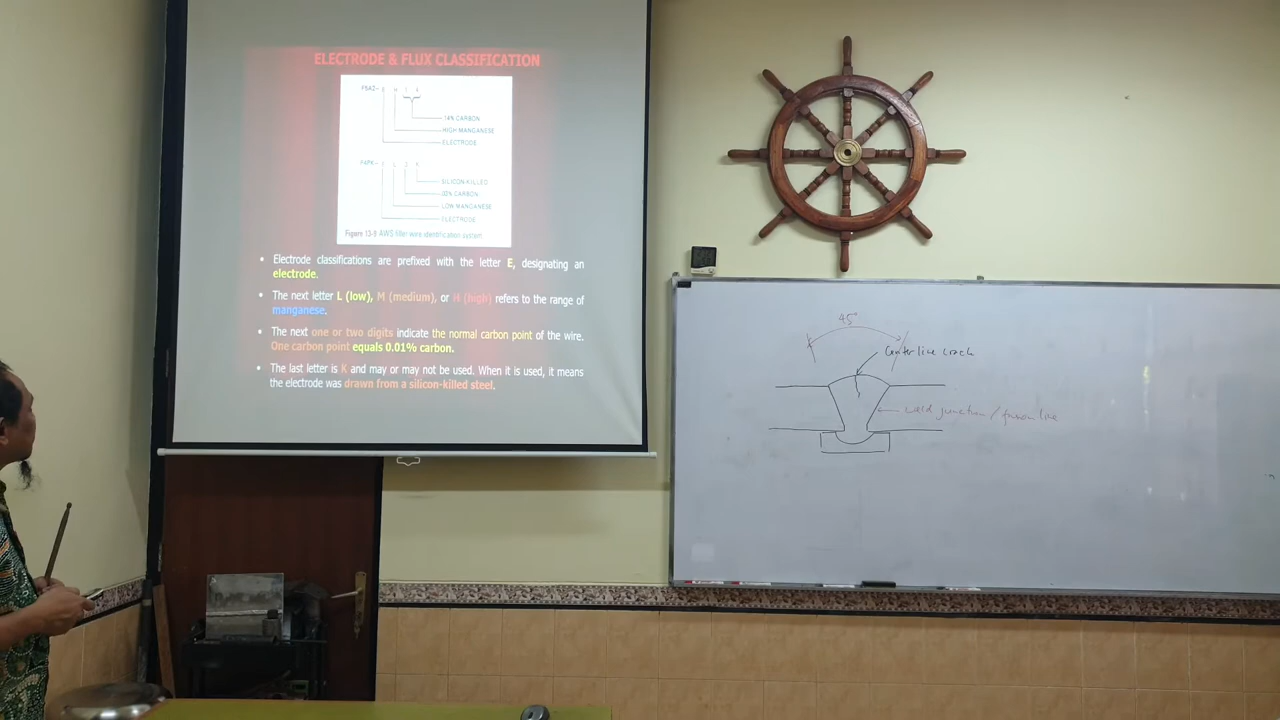 ELECTRODE & FLUX CLASSIFICATION
CARBON
HIGH MANGANESE
ELECTRODE
SILICON-KILLED
CARBON
LOW MANGANESE
ELECTRODE
Figure 13-9 AWS filler wire identification system.
• Electrode classifications are prefixed with the letter E, designating an
electrode.
• The next letter L (low), M (medium), or H (high) refers to the range of
manganese.
• The next one or two digits indicate the normal carbon point of the wire.
One carbon point equals 0.01% carbon.
• The last letter is K and may or may not be used. When it is used, it means
the electrode was drawn from a silicon-killed steel.
45°
Center line crack
weld junction / fusion line